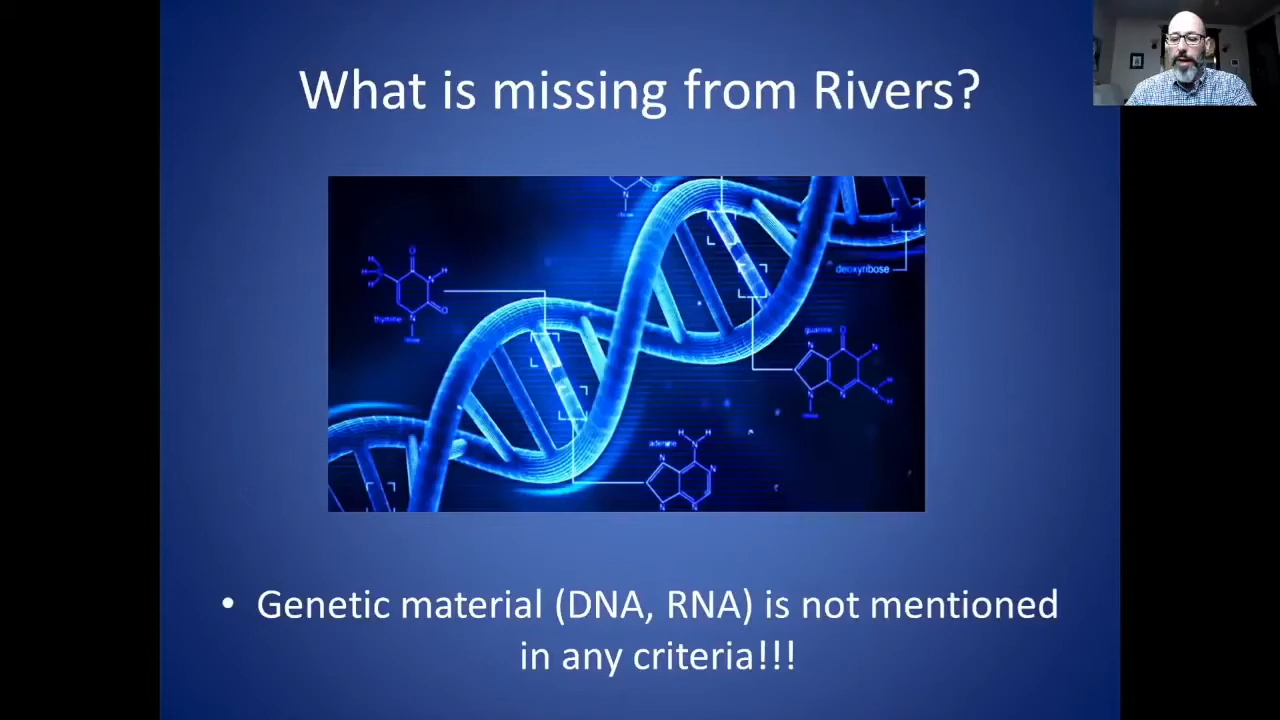 What is missing from Rivers?
deoxyribose
thymine
guanine
adenine
• Genetic material (DNA, RNA) is not mentioned
in any criteria!!!